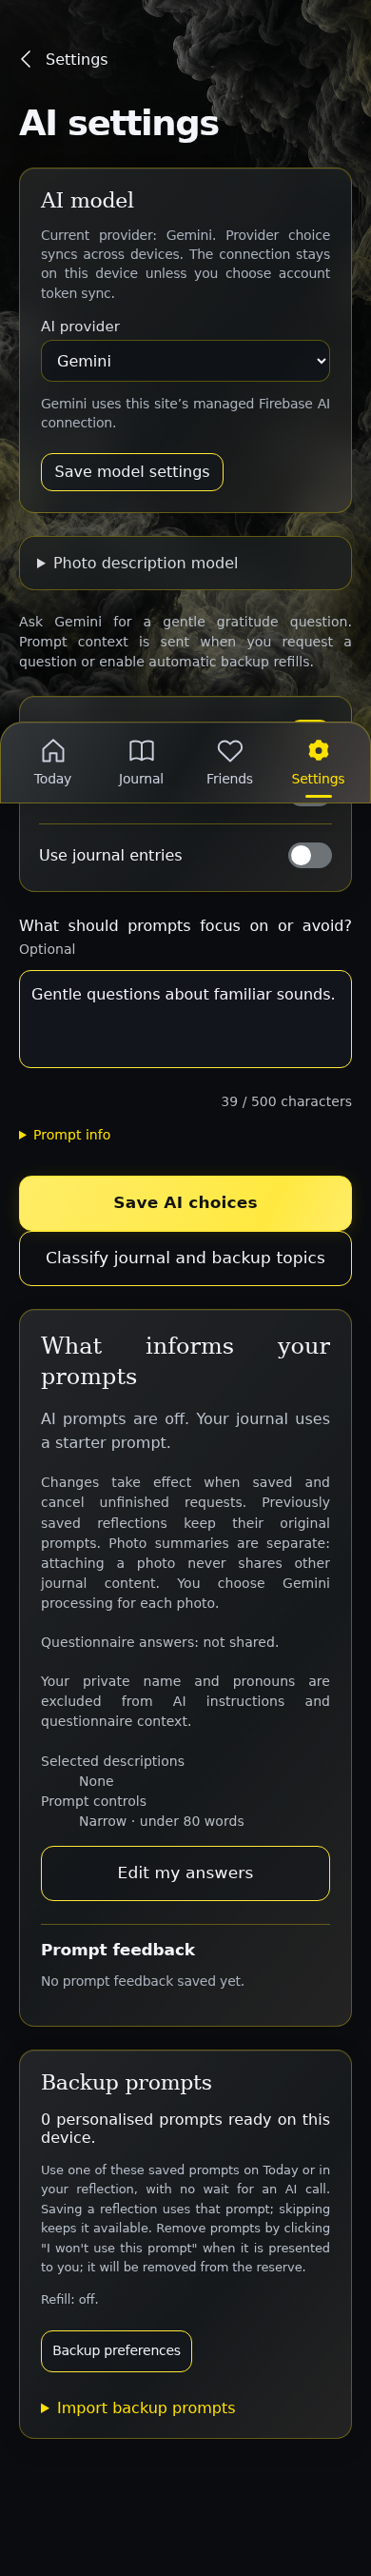 Settings
AI settings
AI model
Current provider: Gemini. Provider choice
syncs across devices. The connection stays
on this device unless you choose account
token sync.
AI provider
Gemini
Gemini uses this site’s managed Firebase AI
connection.
Save model settings
Photo description model
Ask Gemini for a gentle gratitude question.
Prompt context is sent when you request a
question or enable automatic backup refills.
Today Journal Friends Settings
Use journal entries
What should prompts focus on or avoid?
Optional
Gentle questions about familiar sounds.
39 / 500 characters
Prompt info
Save AI choices
Classify journal and backup topics
What informs your
prompts
AI prompts are off. Your journal uses
a starter prompt.
Changes take effect when saved and
cancel unfinished requests. Previously
saved reflections keep their original
prompts. Photo summaries are separate:
attaching a photo never shares other
journal content. You choose Gemini
processing for each photo.
Questionnaire answers: not shared.
Your private name and pronouns are
excluded from AI instructions and
questionnaire context.
Selected descriptions
None
Prompt controls
Narrow · under 80 words
Edit my answers
Prompt feedback
No prompt feedback saved yet.
Backup prompts
0 personalised prompts ready on this
device.
Use one of these saved prompts on Today or in
your reflection, with no wait for an AI call.
Saving a reflection uses that prompt; skipping
keeps it available. Remove prompts by clicking
"I won't use this prompt" when it is presented
to you; it will be removed from the reserve.
Refill: off.
Backup preferences
Import backup prompts